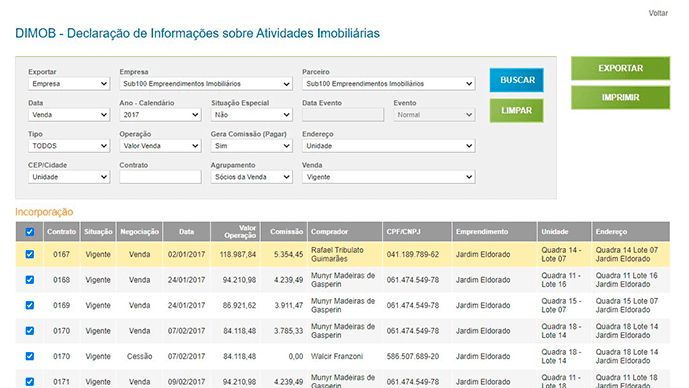 Voltar
DIMOB - Declaração de Informações sobre Atividades Imobiliárias
Exportar Empresa Parceiro
Empresa Sub100 Empreendimentos Imobiliários Sub100 Empreendimentos Imobiliários BUSCAR EXPORTAR
Data Ano - Calendário Situação Especial Data Evento Evento
Venda 2017 Não Normal LIMPAR IMPRIMIR
Tipo Operação Gera Comissão (Pagar) Endereço
TODOS Valor Venda Sim Unidade
CEP/Cidade Contrato Agrupamento Venda
Unidade Sócios da Venda Vigente
Incorporação
Contrato Situação Negociação Data Valor Operação Comissão Comprador CPF/CNPJ Empreendimento Unidade Endereço
0167 Vigente Venda 02/01/2017 118.987,84 5.354,45 Rafael Tribulato Guimarães 041.189.789-62 Jardim Eldorado Quadra 14 - Lote 07 Quadra 14 Lote 07 Jardim Eldorado
0168 Vigente Venda 24/01/2017 94.210,98 4.239,49 Munyr Madeiras de Gasperin 061.474.549-78 Jardim Eldorado Quadra 11 - Lote 16 Quadra 11 Lote 16 Jardim Eldorado
0169 Vigente Venda 24/01/2017 86.921,62 3.911,47 Munyr Madeiras de Gasperin 061.474.549-78 Jardim Eldorado Quadra 15 - Lote 07 Quadra 15 Lote 07 Jardim Eldorado
0170 Vigente Venda 07/02/2017 84.118,48 3.785,33 Munyr Madeiras de Gasperin 061.474.549-78 Jardim Eldorado Quadra 18 - Lote 14 Quadra 18 Lote 14 Jardim Eldorado
0170 Vigente Cessão 07/02/2017 84.118,48 0,00 Walcir Franzoni 586.507.689-20 Jardim Eldorado Quadra 18 - Lote 14 Quadra 18 Lote 14 Jardim Eldorado
0171 Vigente Venda 09/02/2017 94.210,98 4.239,49 Munyr Madeiras de Gasperin 061.474.549-78 Jardim Eldorado Quadra 11 - Lote 18 Quadra 11 Lote 18 Jardim Eldorado